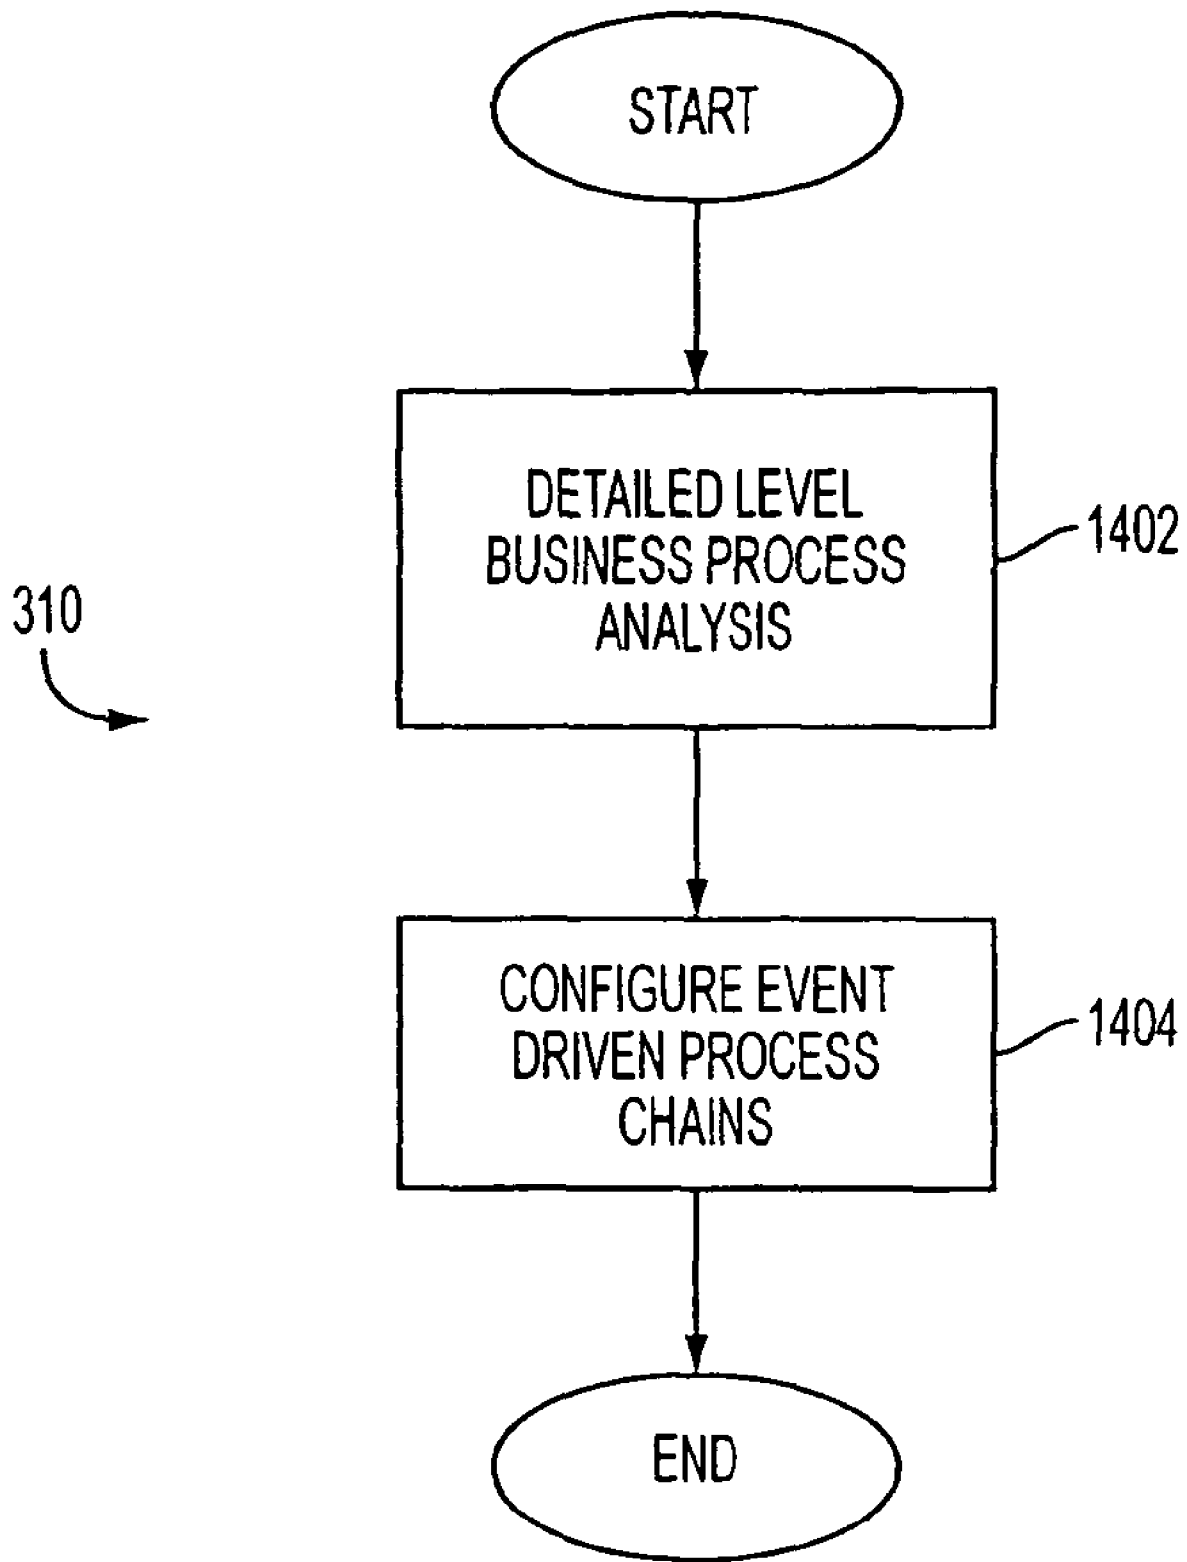 START
DETAILED LEVEL
BUSINESS PROCESS
ANALYSIS
1402
310
CONFIGURE EVENT
DRIVEN PROCESS
CHAINS
1404
END